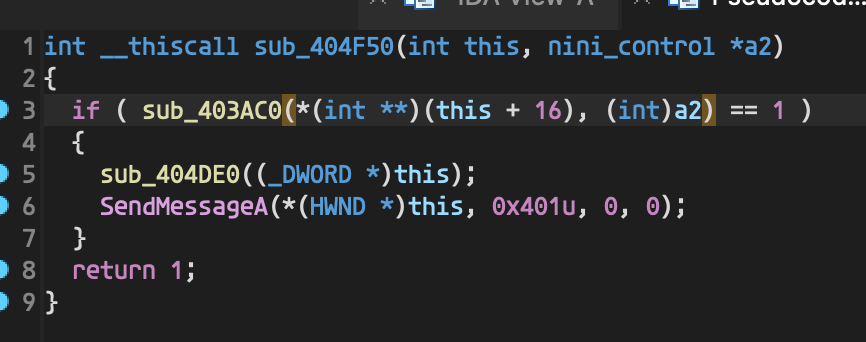 IDA View-A
Pseudocod...
1 int __thiscall sub_404F50(int this, nini_control *a2)
2 {
3   if ( sub_403AC0(*(int **)(this + 16), (int)a2) == 1 )
4   {
5     sub_404DE0((_DWORD *)this);
6     SendMessageA(*(HWND *)this, 0x401u, 0, 0);
7   }
8   return 1;
9 }